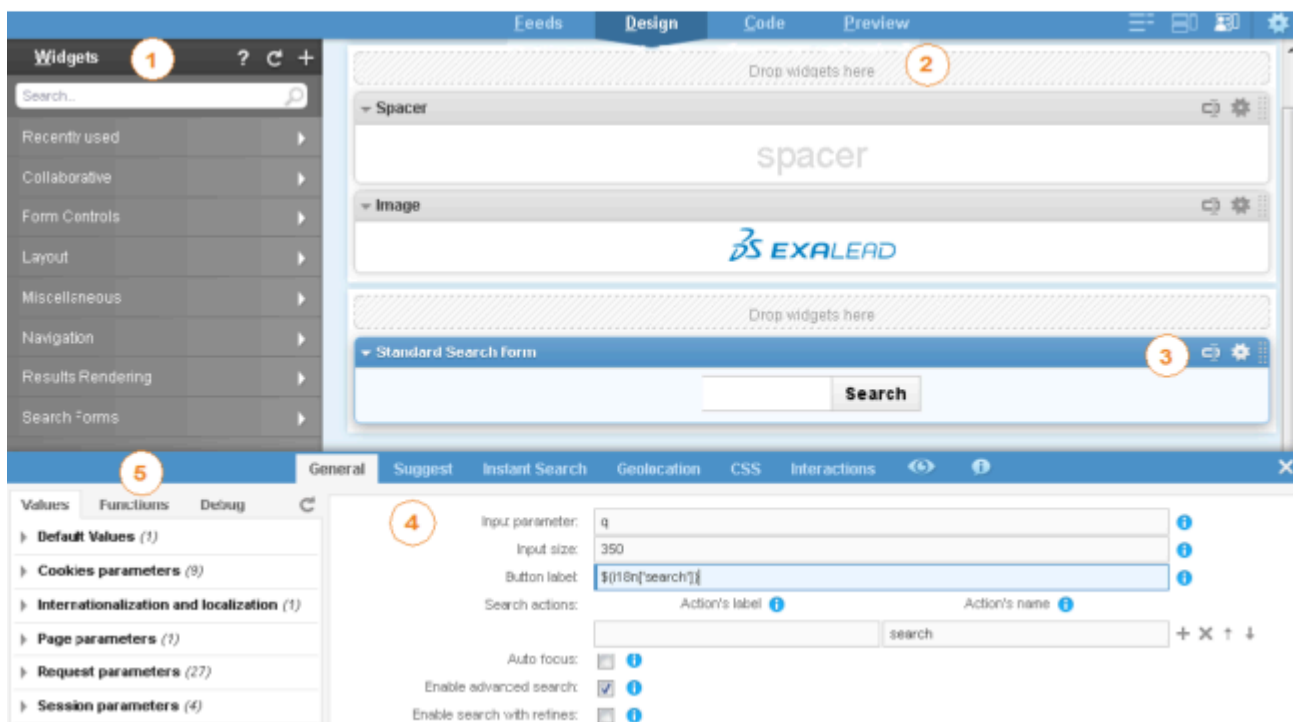 Feeds Design Code Preview
Widgets 1 ? +
Drop widgets here 2
Search...
Spacer
Recently used
spacer
Collaborative
Image
Form Controls
3S EXALEAD
Layout
Miscellaneous
Drop widgets here
Navigation
Standard Search Form 3
Results Rendering
Search
Search Forms
5
General Suggest Instant Search Geolocation CSS Interactions
Values Functions Debug
4
Input parameter: q
Default Values (1)
Input size: 350
Cookies parameters (9)
Button label: ${i18n['search']}
Internationalization and localization (1)
Search actions: Action's label Action's name
Page parameters (1)
search
Request parameters (27)
Auto focus:
Enable advanced search:
Session parameters (4)
Enable search with refines: